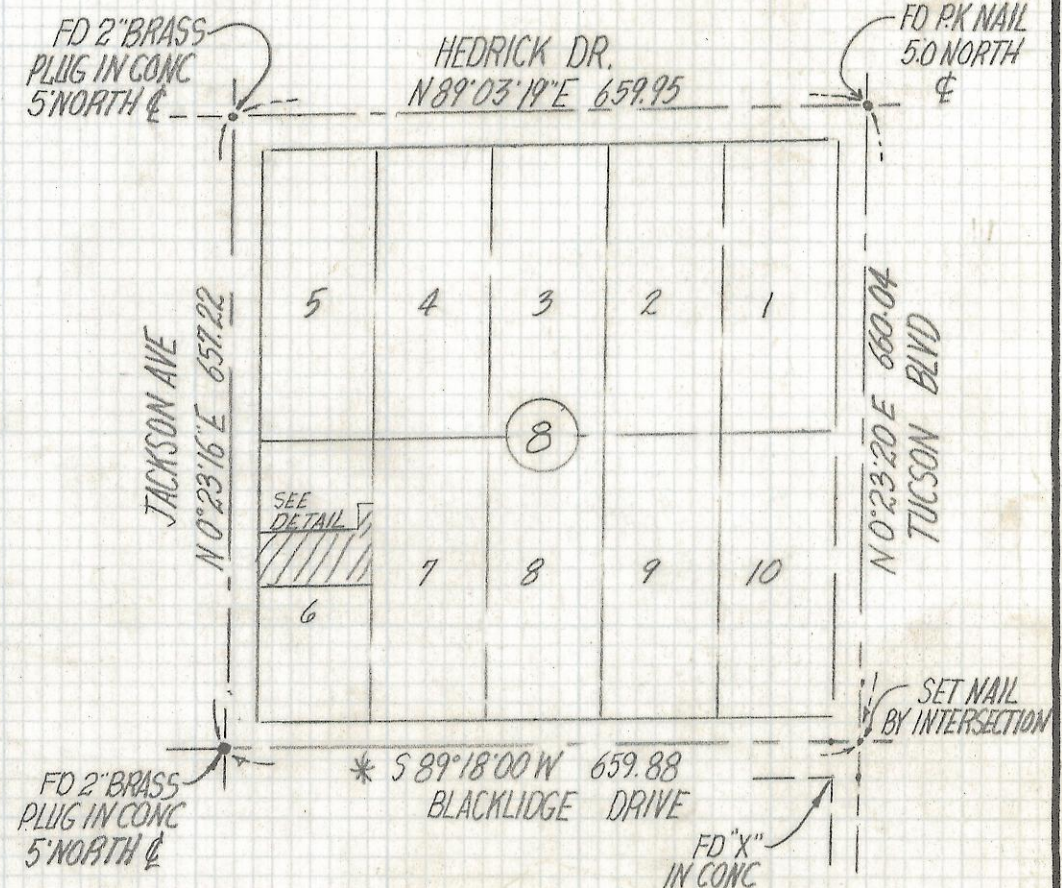 FD 2" BRASS
PLUG IN CONC
5' NORTH ℄
HEDRICK DR.
N 89°03'19"E 659.95
FD P.K NAIL
5.0 NORTH
℄
JACKSON AVE
N 0°23'16"E 657.22
5
4
3
2
1
8
N 0°23'20 E 660.04
TUCSON BLVD
SEE
DETAIL
6
7
8
9
10
SET NAIL
BY INTERSECTION
* S 89°18'00 W 659.88
BLACKLIDGE DRIVE
FD 2" BRASS
PLUG IN CONC
5' NORTH ℄
FD "X"
IN CONC